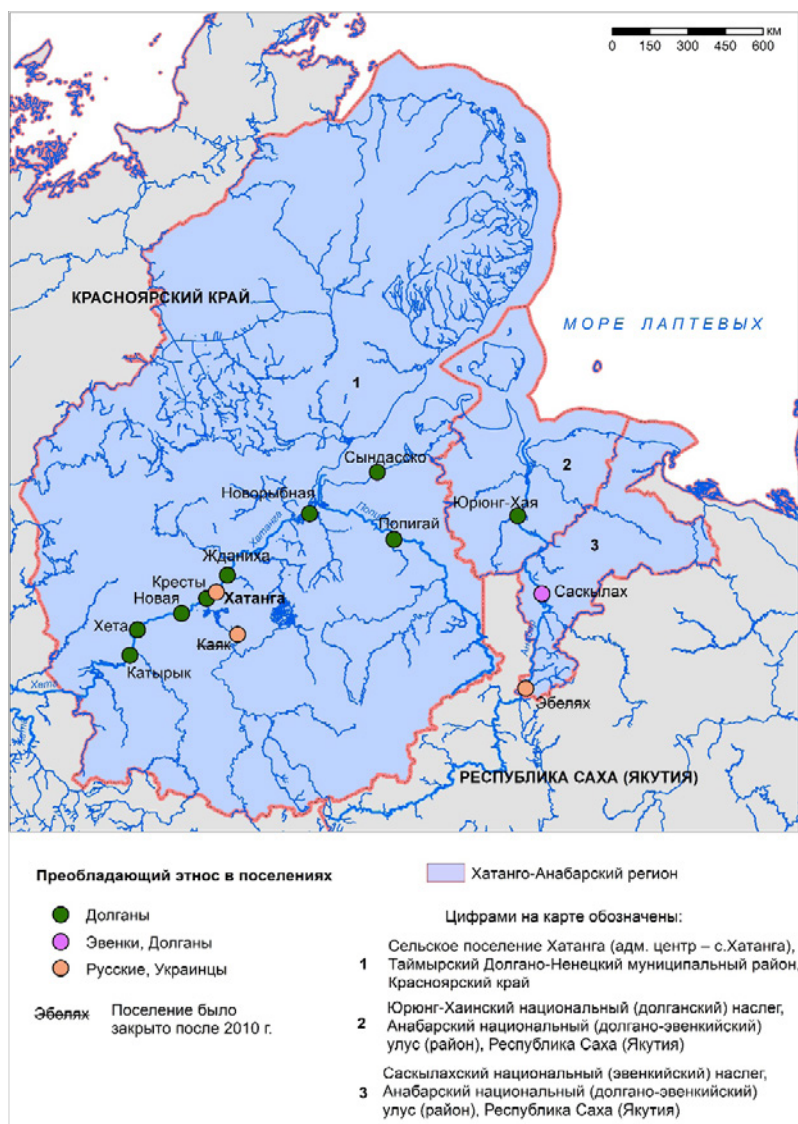 км
0 150 300 450 600
КРАСНОЯРСКИЙ КРАЙ
МОРЕ ЛАПТЕВЫХ
1
Сындасско
2
Новорыбная
Юрюнг-Хая
Хатанга
Попигай
3
Жданиха
Кресты
Хатанга
Саскылах
Новая
Хета
Каяк
Катырык
Хета
Эбелях
РЕСПУБЛИКА САХА (ЯКУТИЯ)
Преобладающий этнос в поселениях
Долганы
Эвенки, Долганы
Русские, Украинцы
Эбелях Поселение было
закрыто после 2010 г.
Хатанго-Анабарский регион
Цифрами на карте обозначены:
Сельское поселение Хатанга (адм. центр – с.Хатанга),
1 Таймырский Долгано-Ненецкий муниципальный район,
Красноярский край
Юрюнг-Хаинский национальный (долганский) наслег,
2 Анабарский национальный (долгано-эвенкийский)
улус (район), Республика Саха (Якутия)
Саскылахский национальный (эвенкийский) наслег,
3 Анабарский национальный (долгано-эвенкийский)
улус (район), Республика Саха (Якутия)